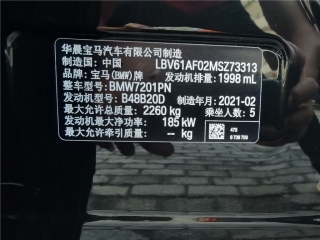 华晨宝马汽车有限公司制造
制造国：中国 LBV61AF02MSZ73313
品牌：宝马(BMW)牌 发动机排量：1998 mL
整车型号：BMW7201PN
发动机型号：B48B20D 制造年月：2021-02
最大允许总质量：2260 kg 乘坐人数：5
发动机最大净功率：185 kW
最大允许牵引质量：-- kg